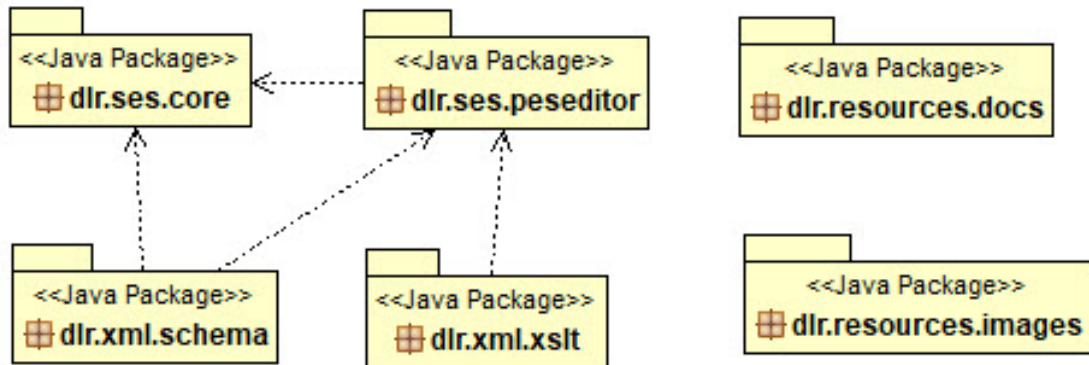 <<Java Package>>
dlr.ses.core
<<Java Package>>
dlr.ses.peseditor
<<Java Package>>
dlr.resources.docs
<<Java Package>>
dlr.xml.schema
<<Java Package>>
dlr.xml.xslt
<<Java Package>>
dlr.resources.images